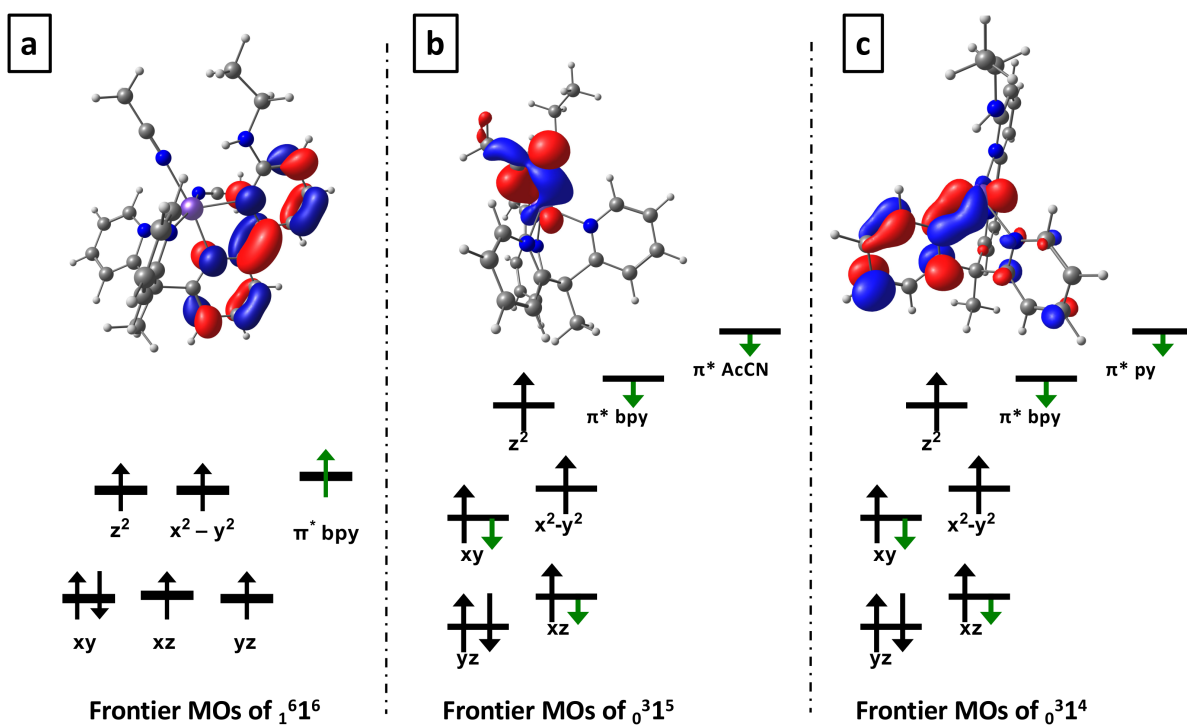 a
b
c
π* AcCN
π* bpy
z²
x²-y²
xy
xz
yz
π* py
π* bpy
z²
x²-y²
xy
xz
yz
z²
x² – y²
π* bpy
xy
xz
yz
Frontier MOs of ₁⁶1⁶
Frontier MOs of ₀³1⁵
Frontier MOs of ₀³1⁴